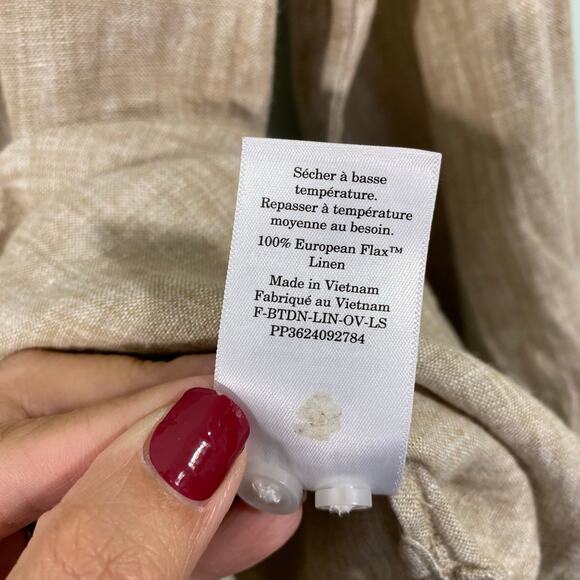 Sécher à basse
température.
Repasser à température
moyenne au besoin.
100% European Flax™
Linen
Made in Vietnam
Fabriqué au Vietnam
F-BTDN-LIN-OV-LS
PP3624092784